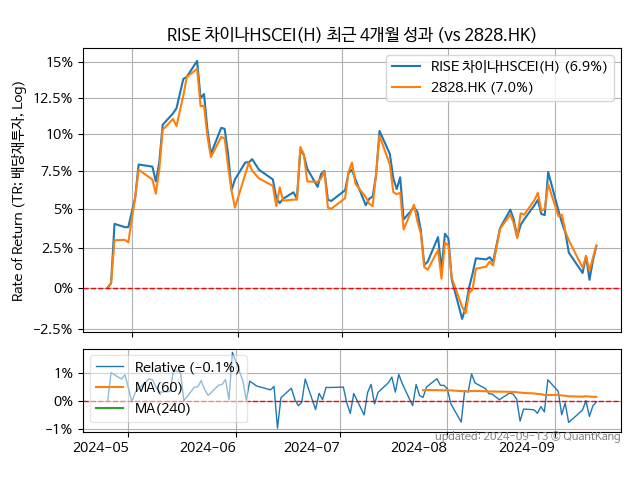 RISE 차이나HSCEI(H) 최근 4개월 성과 (vs 2828.HK)
Rate of Return (TR: 배당재투자, Log)
15%
12.5%
10%
7.5%
5%
2.5%
0%
−2.5%
RISE 차이나HSCEI(H) (6.9%)
2828.HK (7.0%)
1%
0%
−1%
Relative (−0.1%)
MA(60)
MA(240)
2024-05
2024-06
2024-07
2024-08
2024-09
updated: 2024-09-13 © QuantKang